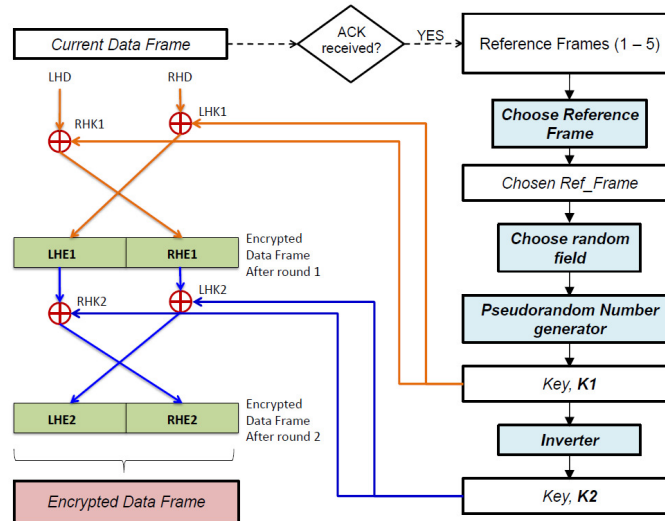 Current Data Frame
ACK
received?
YES
Reference Frames (1 – 5)
LHD
RHD
RHK1
LHK1
Choose Reference
Frame
Chosen Ref_Frame
Choose random
field
LHE1
RHE1
Encrypted
Data Frame
After round 1
RHK2
LHK2
Pseudorandom Number
generator
Key, K1
LHE2
RHE2
Encrypted
Data Frame
After round 2
Inverter
Encrypted Data Frame
Key, K2